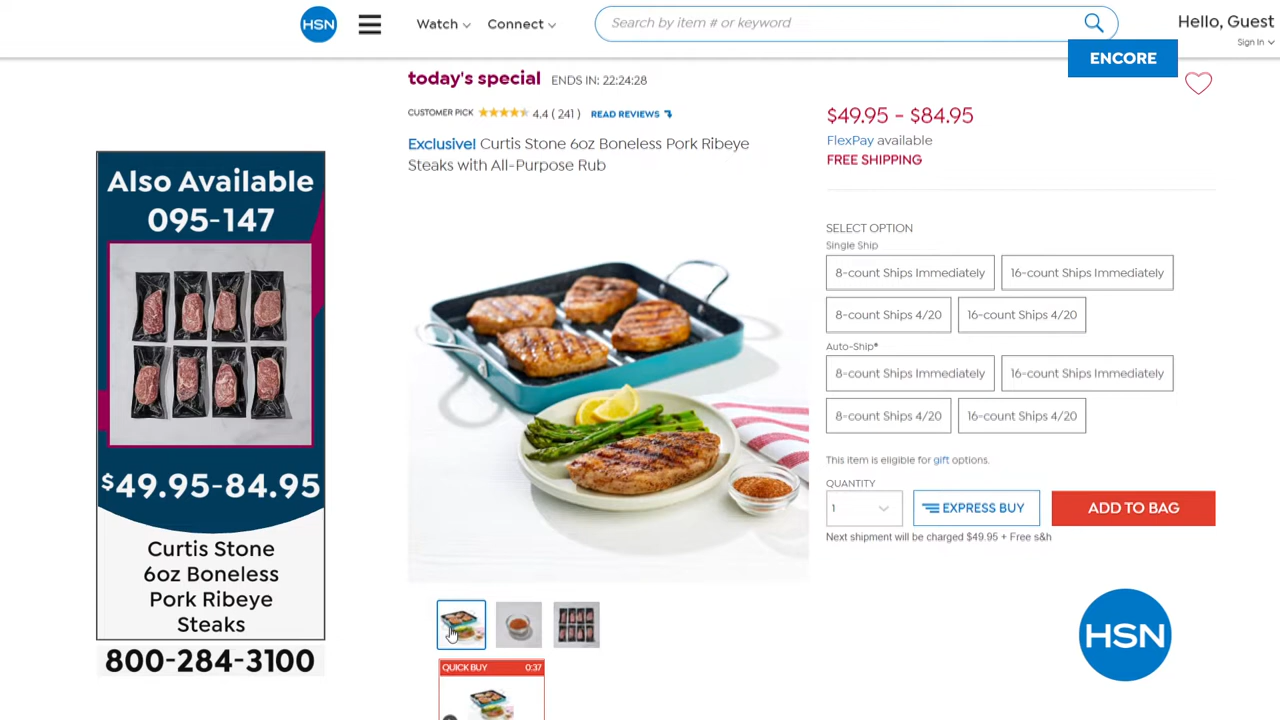 HSN
Watch
Connect
Search by item # or keyword
Hello, Guest
Sign In
ENCORE
today's special ENDS IN: 22:24:28
CUSTOMER PICK 4.4 ( 241 ) READ REVIEWS
Exclusive! Curtis Stone 6oz Boneless Pork Ribeye
Steaks with All-Purpose Rub
$49.95 - $84.95
FlexPay available
FREE SHIPPING
SELECT OPTION
Single Ship
8-count Ships Immediately
16-count Ships Immediately
8-count Ships 4/20
16-count Ships 4/20
Auto-Ship*
8-count Ships Immediately
16-count Ships Immediately
8-count Ships 4/20
16-count Ships 4/20
This item is eligible for gift options.
QUANTITY
1
EXPRESS BUY
ADD TO BAG
Next shipment will be charged $49.95 + Free s&h
Also Available
095-147
$49.95-84.95
Curtis Stone
6oz Boneless
Pork Ribeye
Steaks
800-284-3100
QUICK BUY 0:37
HSN